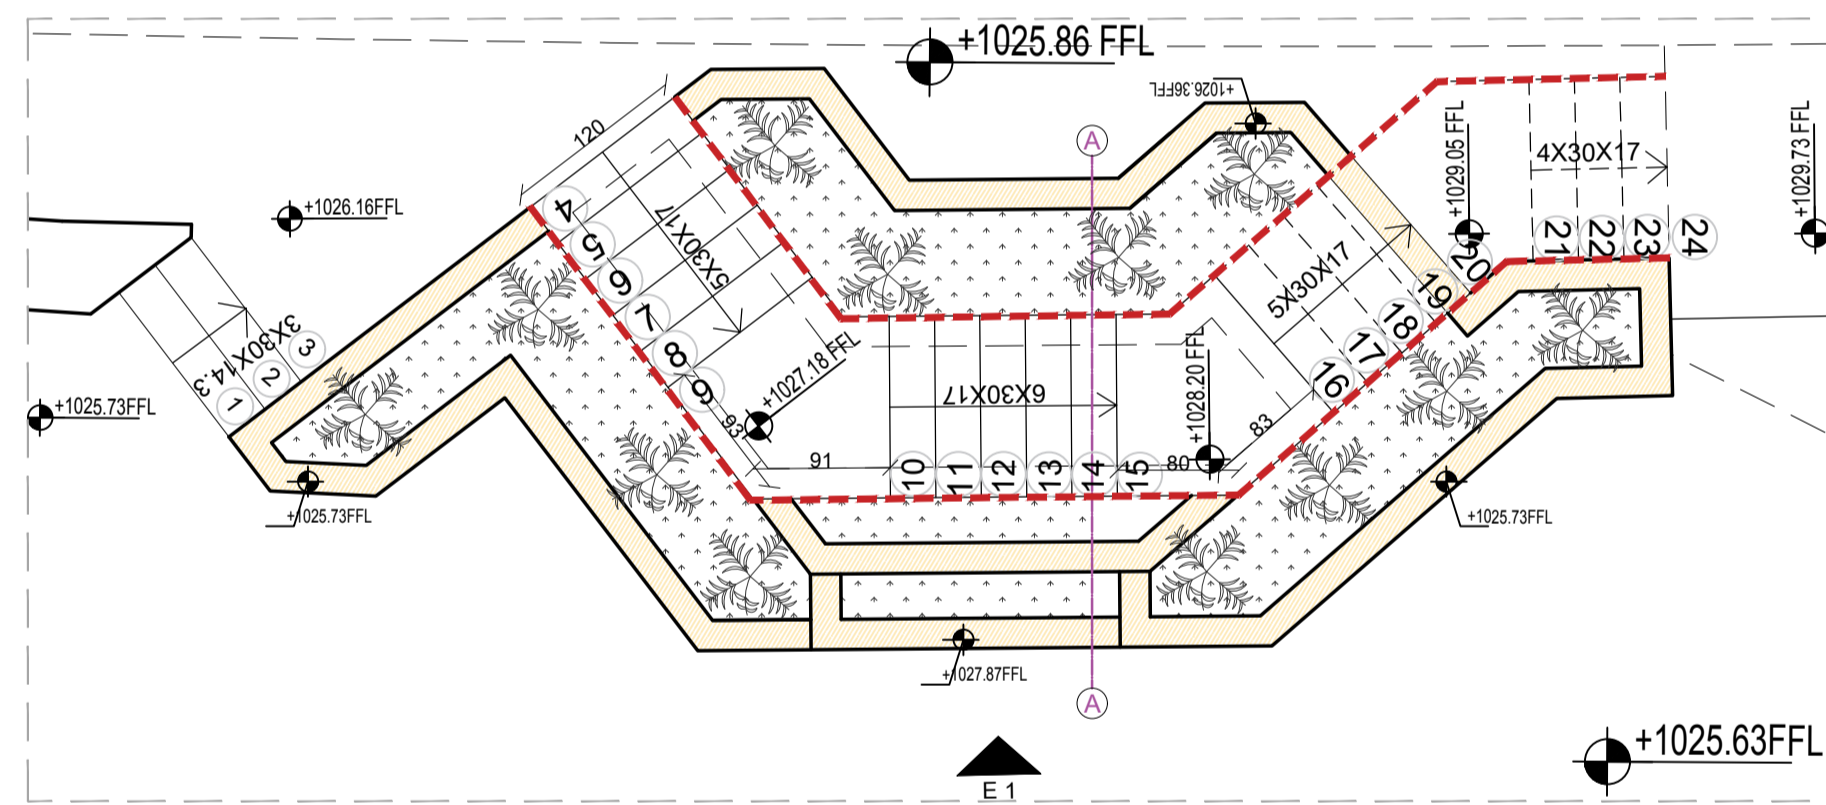 +1025.86 FFL
+1026.36FFL
120
+1026.16FFL
+1029.05 FFL
+1029.73 FFL
4X30X17
5X30X17
5X30X17
4
5
6
7
8
9
21
22
23
24
20
19
18
17
16
3X30X14.3
1
2
3
+1025.73FFL
+1027.18 FFL
+1028.20 FFL
6X30X17
93
91
10
11
12
13
14
15
80
83
+1025.73FFL
+1025.73FFL
+1027.87FFL
A
A
E 1
+1025.63FFL